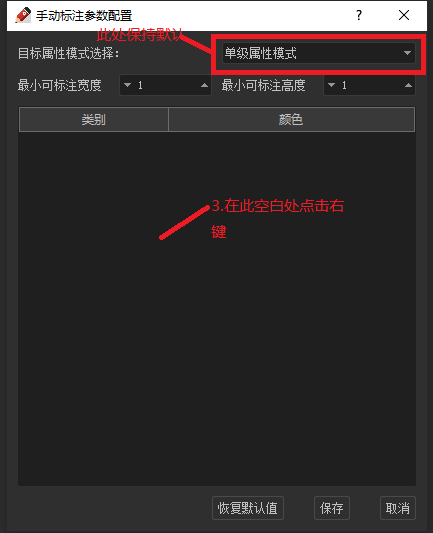 手动标注参数配置
此处保持默认
目标属性模式选择:
单级属性模式
最小可标注宽度 1 最小可标注高度 1
类别 颜色
3.在此空白处点击右
键
恢复默认值 保存 取消